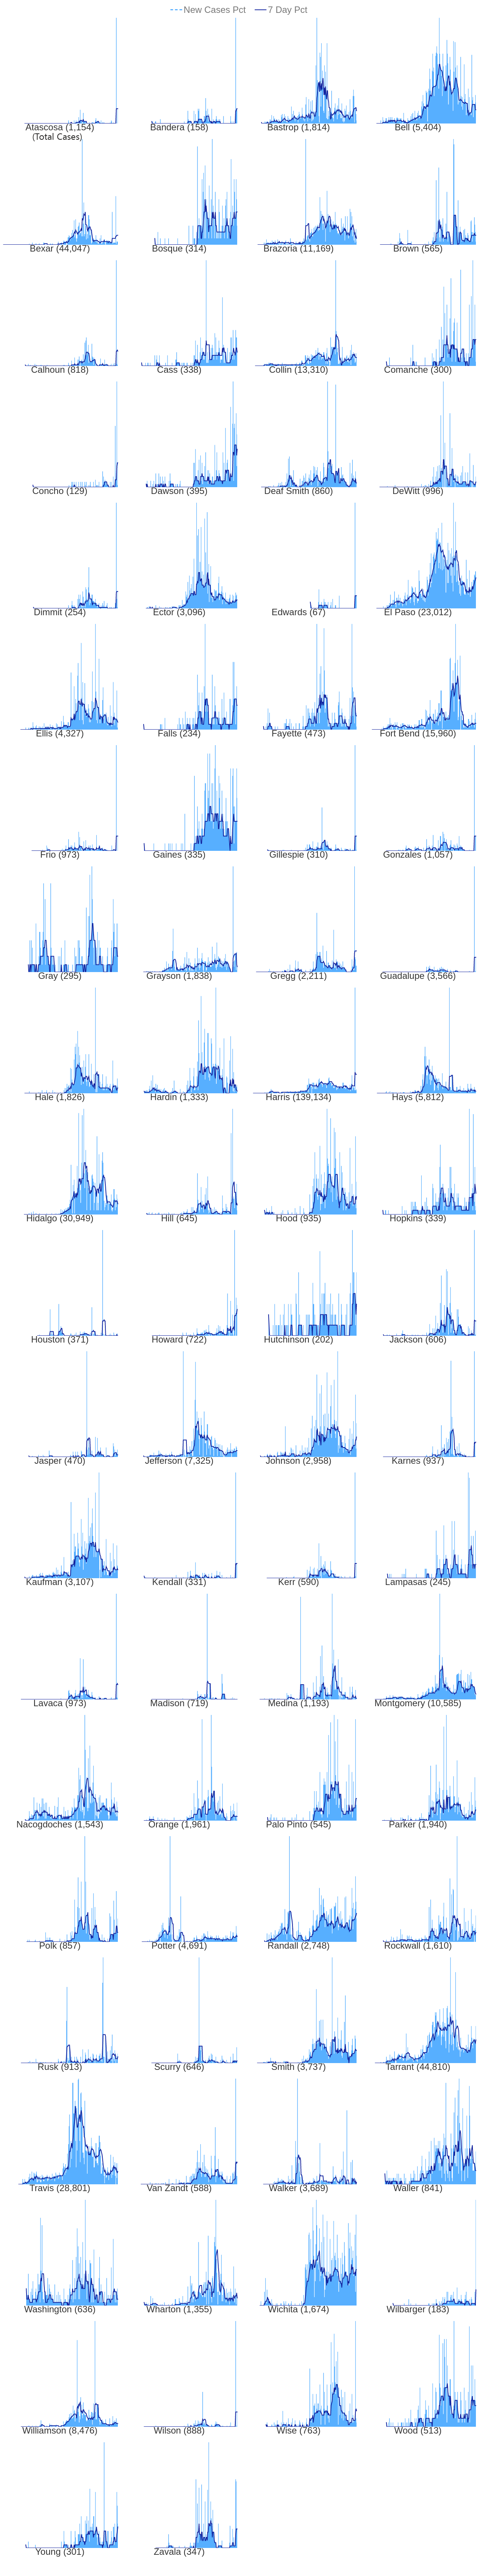 New Cases Pct 7 Day Pct
Atascosa (1,154) Bandera (158) Bastrop (1,814) Bell (5,404)
(Total Cases)
Bexar (44,047) Bosque (314) Brazoria (11,169) Brown (565)
Calhoun (818) Cass (338) Collin (13,310) Comanche (300)
Concho (129) Dawson (395) Deaf Smith (860) DeWitt (996)
Dimmit (254) Ector (3,096) Edwards (67) El Paso (23,012)
Ellis (4,327) Falls (234) Fayette (473) Fort Bend (15,960)
Frio (973) Gaines (335) Gillespie (310) Gonzales (1,057)
Gray (295) Grayson (1,838) Gregg (2,211) Guadalupe (3,566)
Hale (1,826) Hardin (1,333) Harris (139,134) Hays (5,812)
Hidalgo (30,949) Hill (645) Hood (935) Hopkins (339)
Houston (371) Howard (722) Hutchinson (202) Jackson (606)
Jasper (470) Jefferson (7,325) Johnson (2,958) Karnes (937)
Kaufman (3,107) Kendall (331) Kerr (590) Lampasas (245)
Lavaca (973) Madison (719) Medina (1,193) Montgomery (10,585)
Nacogdoches (1,543) Orange (1,961) Palo Pinto (545) Parker (1,940)
Polk (857) Potter (4,691) Randall (2,748) Rockwall (1,610)
Rusk (913) Scurry (646) Smith (3,737) Tarrant (44,810)
Travis (28,801) Van Zandt (588) Walker (3,689) Waller (841)
Washington (636) Wharton (1,355) Wichita (1,674) Wilbarger (183)
Williamson (8,476) Wilson (888) Wise (763) Wood (513)
Young (301) Zavala (347)